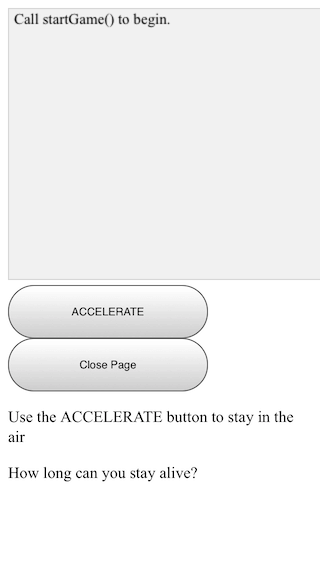 Call startGame() to begin.
ACCELERATE
Close Page
Use the ACCELERATE button to stay in the
air
How long can you stay alive?